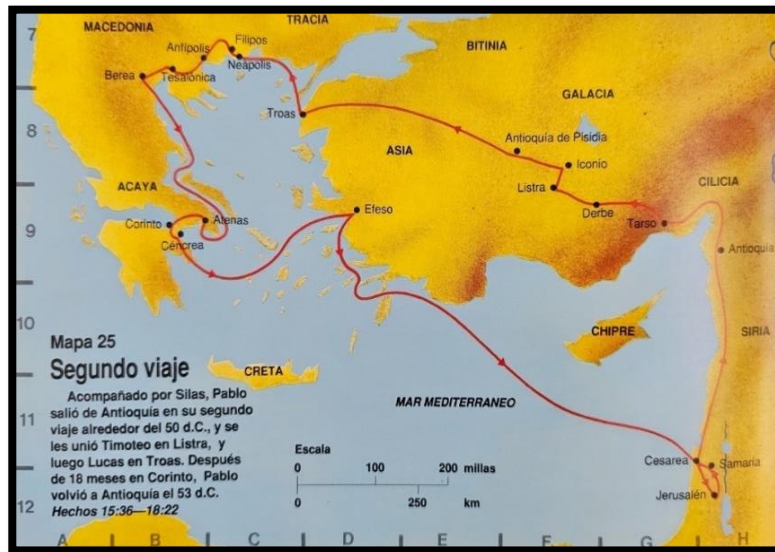 7
8
9
10
11
12
MACEDONIA
TRACIA
BITINIA
GALACIA
Anfípolis
Filipos
Neápolis
Berea
Tesalónica
Troas
Antioquía de Pisidia
Iconio
ASIA
Listra
Derbe
CILICIA
Tarso
ACAYA
Corinto
Atenas
Cencrea
Efeso
Antioquía
SIRIA
CHIPRE
CRETA
MAR MEDITERRANEO
Cesarea
Samaria
Jerusalén
Mapa 25
Segundo viaje
Acompañado por Silas, Pablo
salió de Antioquía en su segundo
viaje alrededor del 50 d.C., y se
les unió Timoteo en Listra, y
luego Lucas en Troas. Después
de 18 meses en Corinto, Pablo
volvió a Antioquía el 53 d.C.
Hechos 15:36—18:22
Escala
0 100 200 millas
0 250 km
A B C D E F G H